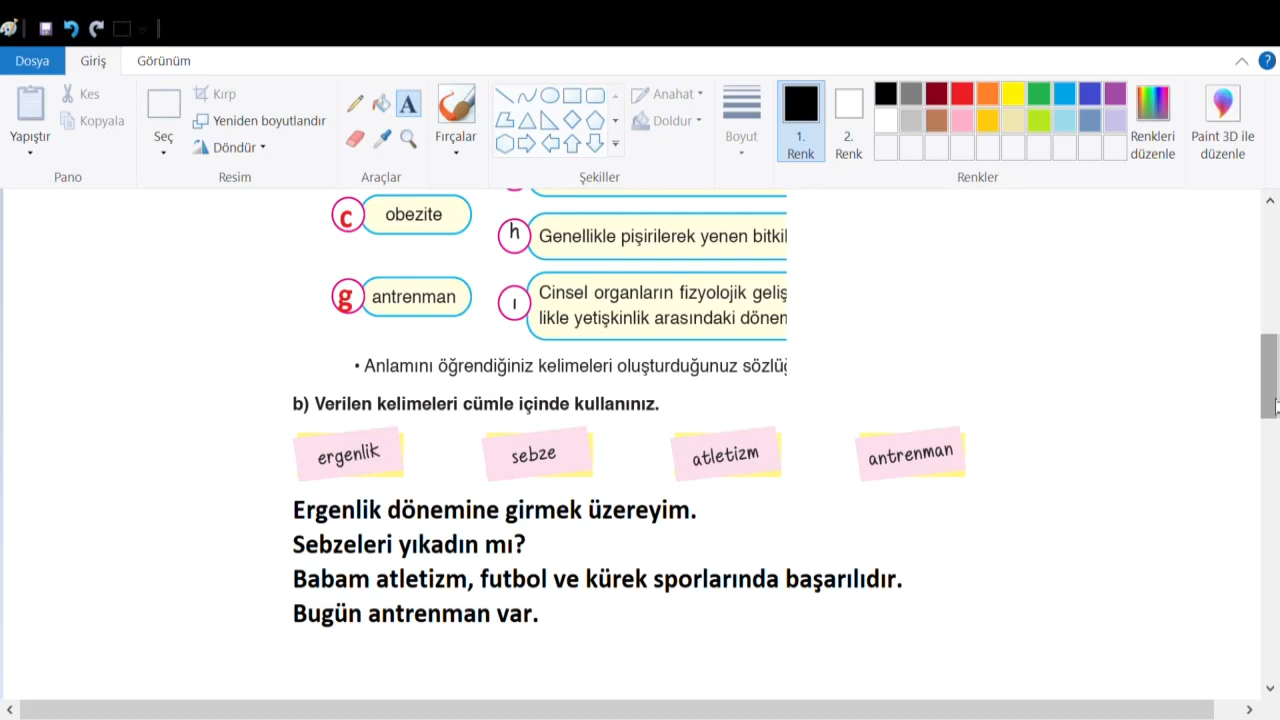 Dosya Giriş Görünüm ?
Yapıştır
Kes
Kopyala
Pano
Seç
Kırp
Yeniden boyutlandır
Döndür
Resim
A
Araçlar
Fırçalar
Anahat
Doldur
Şekiller
Boyut
1.
Renk
2.
Renk
Renkleri
düzenle
Paint 3D ile
düzenle
Renkler
c obezite
h Genellikle pişirilerek yenen bitki
g antrenman
ı Cinsel organların fizyolojik geliş
likle yetişkinlik arasındaki dönem
• Anlamını öğrendiğiniz kelimeleri oluşturduğunuz sözlüğ
b) Verilen kelimeleri cümle içinde kullanınız.
ergenlik sebze atletizm antrenman
Ergenlik dönemine girmek üzereyim.
Sebzeleri yıkadın mı?
Babam atletizm, futbol ve kürek sporlarında başarılıdır.
Bugün antrenman var.